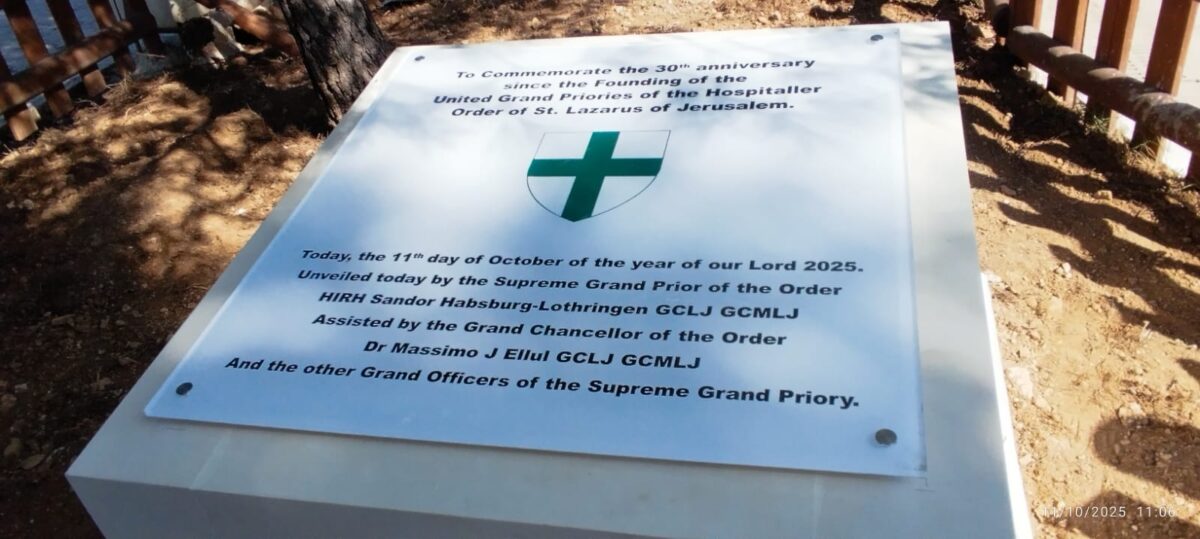 To Commemorate the 30th anniversary
since the Founding of the
United Grand Priories of the Hospitaller
Order of St. Lazarus of Jerusalem.
Today, the 11th day of October of the year of our Lord 2025.
Unveiled today by the Supreme Grand Prior of the Order
HIRH Sandor Habsburg-Lothringen GCLJ GCMLJ
Assisted by the Grand Chancellor of the Order
Dr Massimo J Ellul GCLJ GCMLJ
And the other Grand Officers of the Supreme Grand Priory.
11/10/2025 11:06